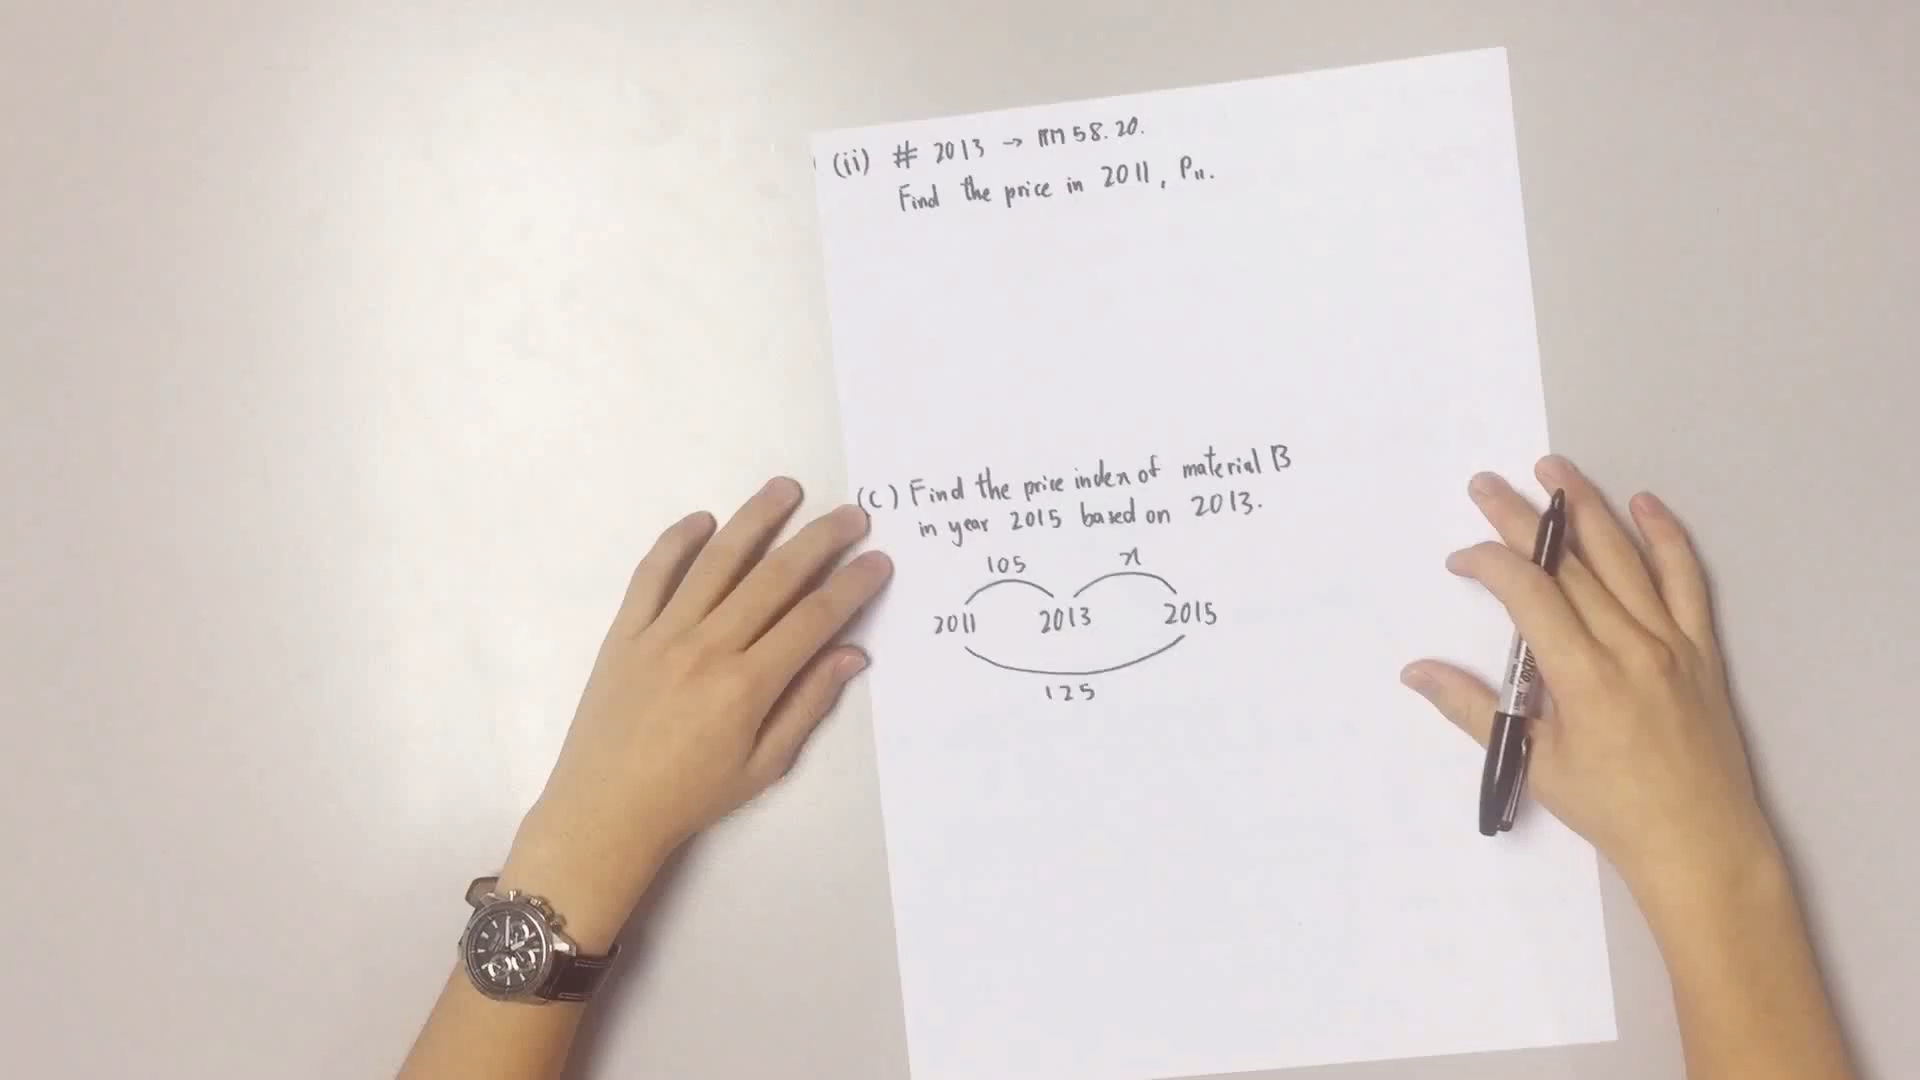 (ii) # 2013 → RM 58.20.
Find the price in 2011, P₁₁.
(c) Find the price index of material B
in year 2015 based on 2013.
105 x
2011 2013 2015
125